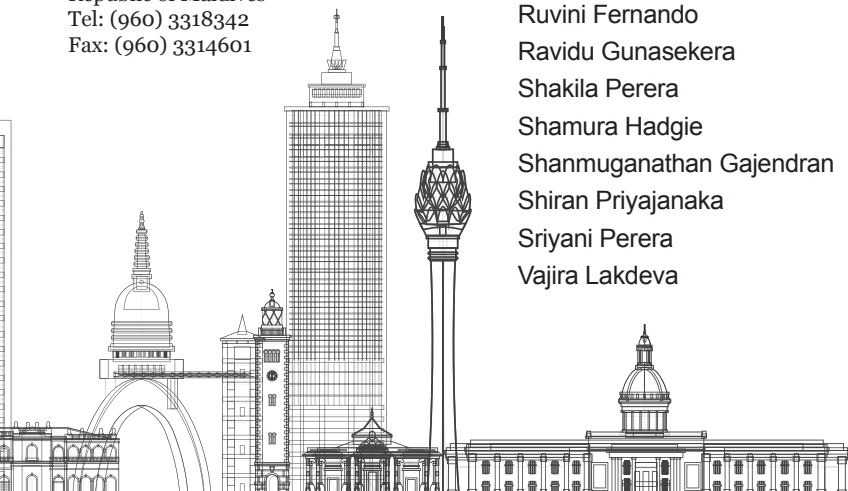 Tel: (960) 3318342
Fax: (960) 3314601
Ruvini Fernando
Ravidu Gunasekera
Shakila Perera
Shamura Hadgie
Shanmuganathan Gajendran
Shiran Priyajanaka
Sriyani Perera
Vajira Lakdeva